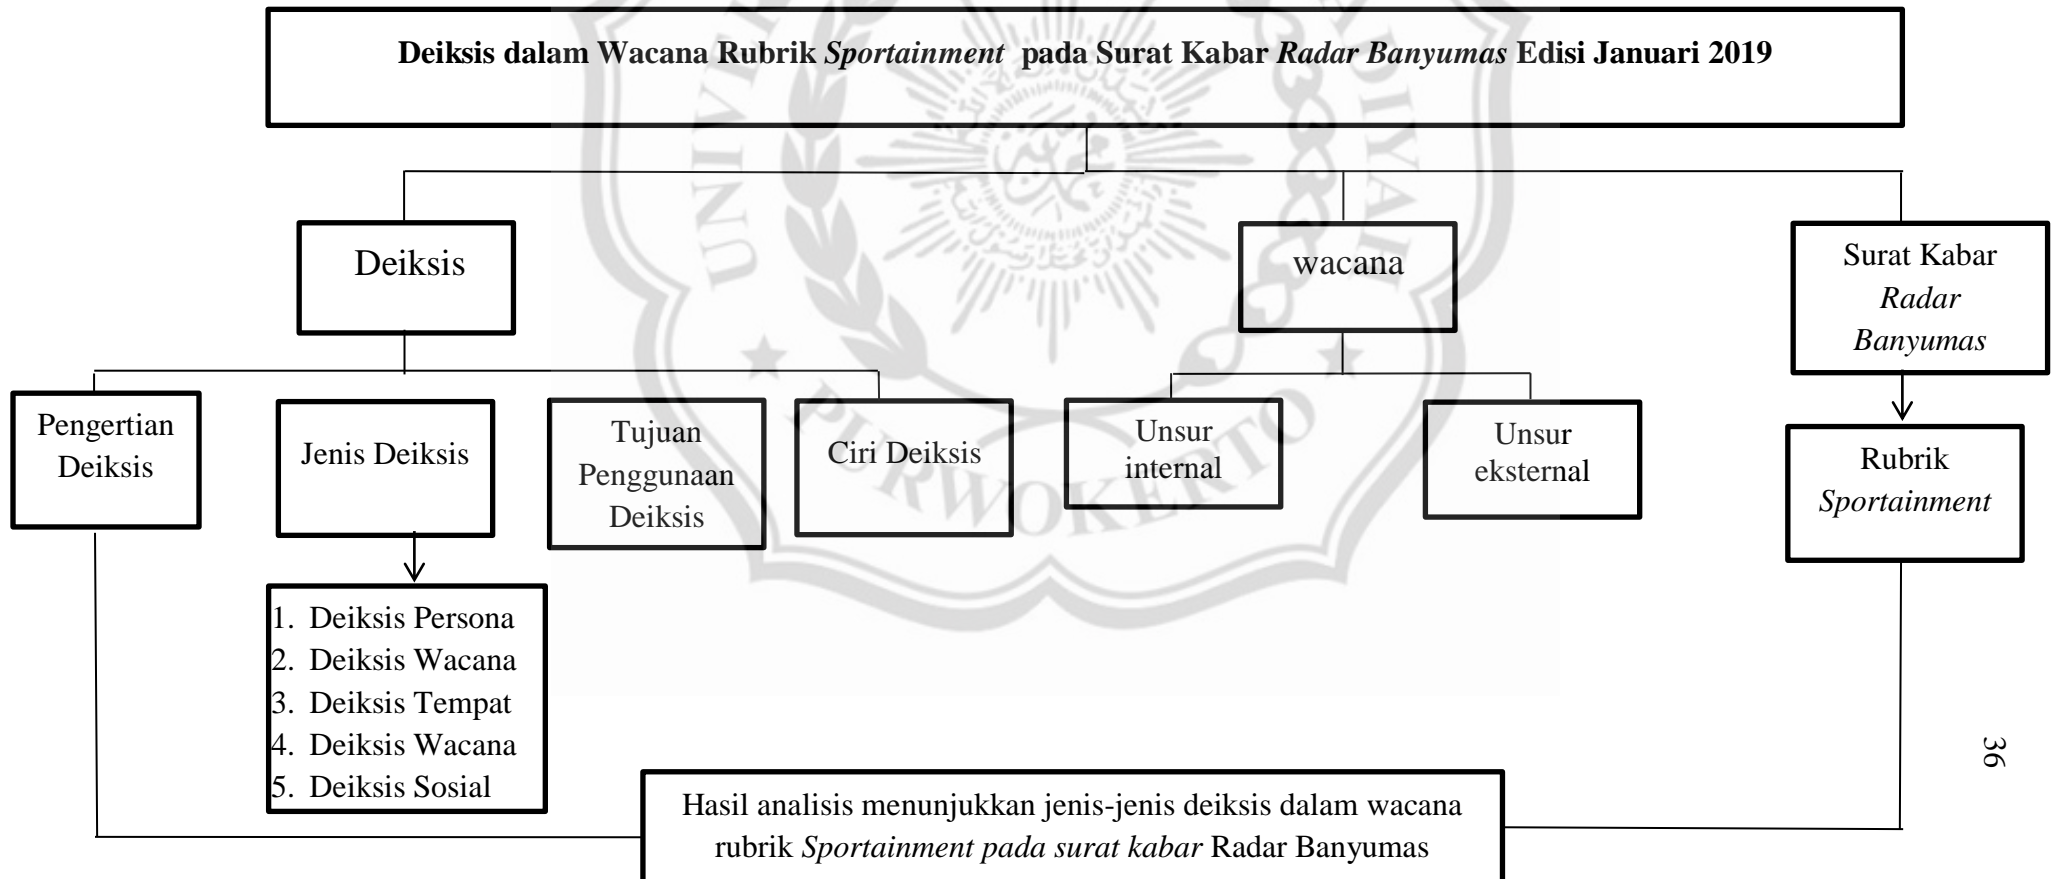 Deiksis dalam Wacana Rubrik Sportainment pada Surat Kabar Radar Banyumas Edisi Januari 2019
Deiksis
wacana
Surat Kabar
Radar
Banyumas
Pengertian
Deiksis
Jenis Deiksis
Tujuan
Penggunaan
Deiksis
Ciri Deiksis
Unsur
internal
Unsur
eksternal
Rubrik
Sportainment
1. Deiksis Persona
2. Deiksis Wacana
3. Deiksis Tempat
4. Deiksis Wacana
5. Deiksis Sosial
Hasil analisis menunjukkan jenis-jenis deiksis dalam wacana
rubrik Sportainment pada surat kabar Radar Banyumas
36
PURWOKERTO